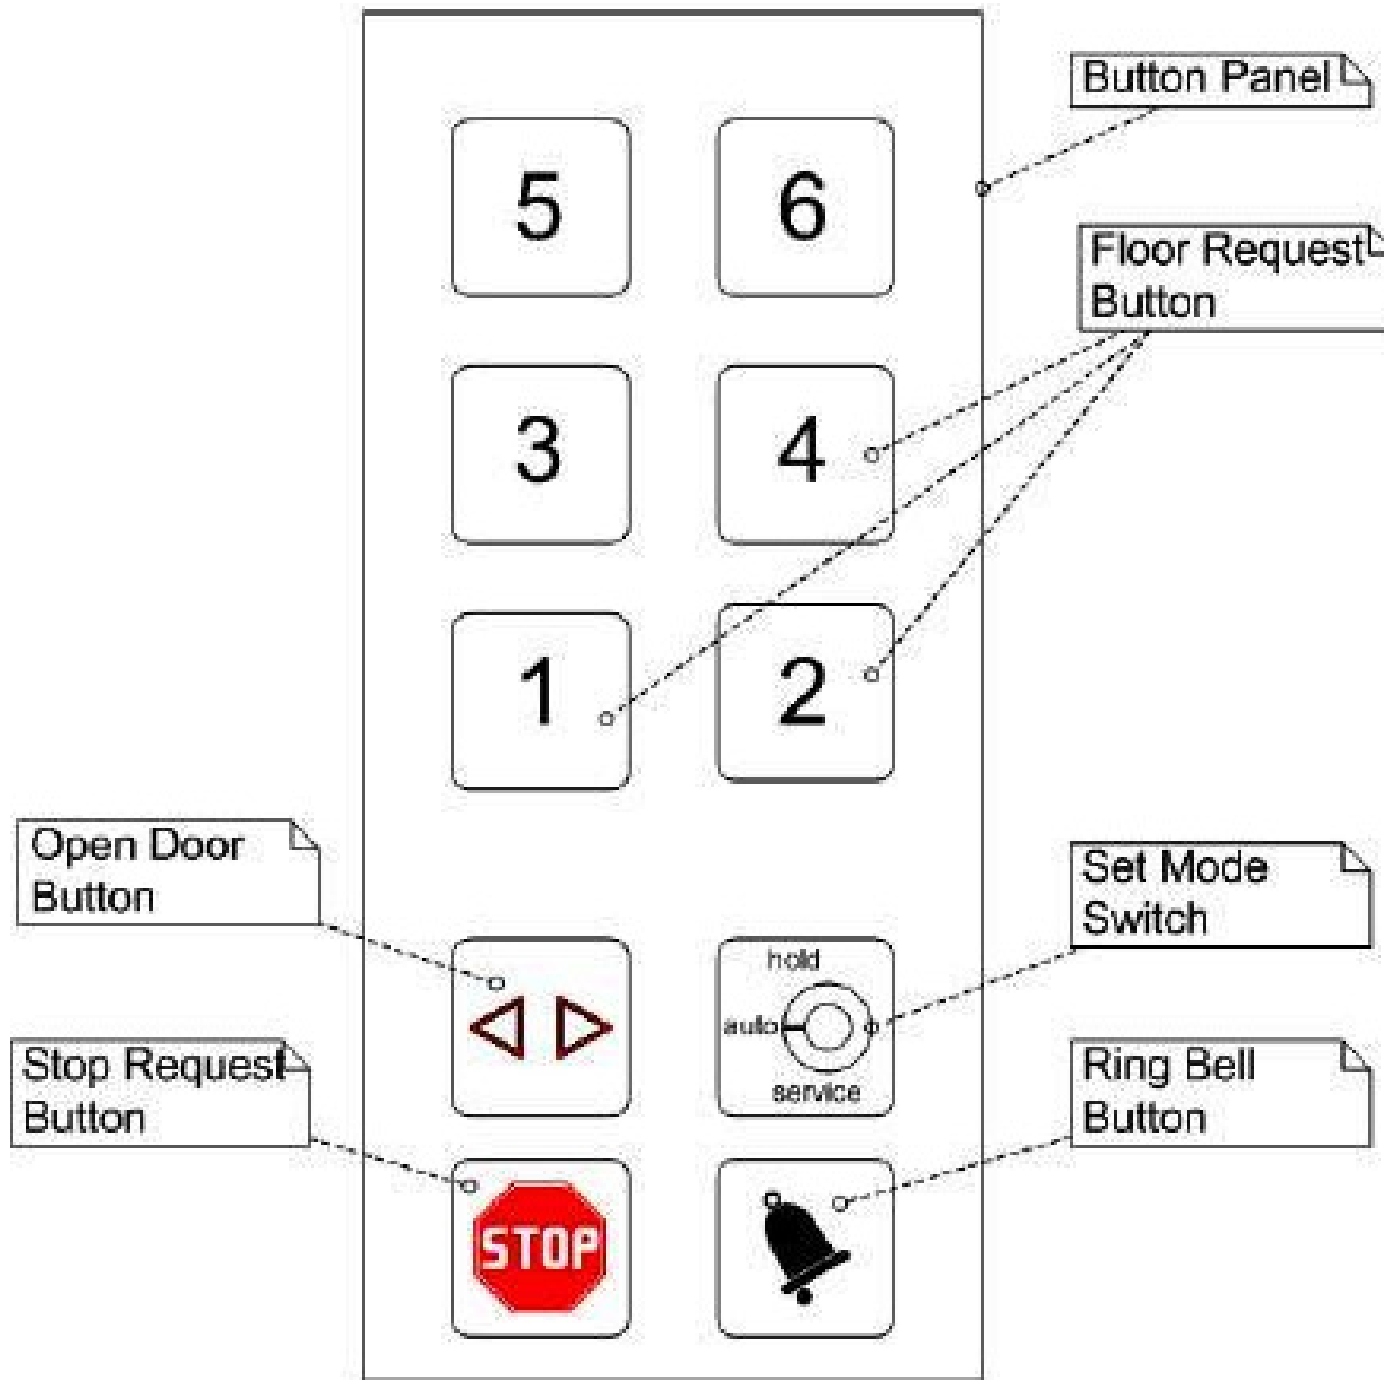 Button Panel
5 6
Floor Request
Button
3 4
1 2
Open Door
Button
Set Mode
Switch
hold
auto
service
Stop Request
Button
Ring Bell
Button
STOP